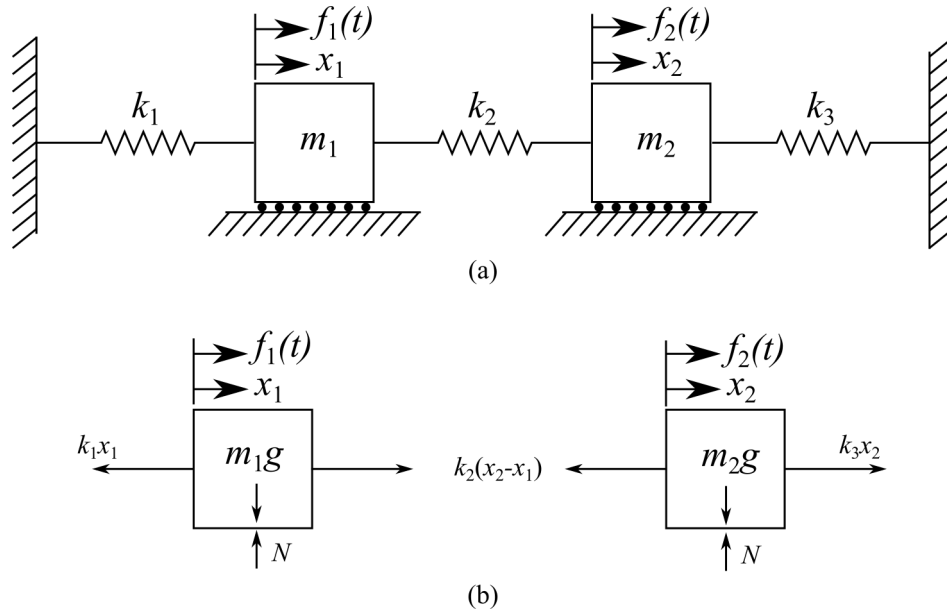 f₁(t) f₂(t)
x₁ x₂
k₁ k₂ k₃
m₁ m₂
(a)
f₁(t) f₂(t)
x₁ x₂
k₁x₁ m₁g k₂(x₂-x₁) m₂g k₃x₂
N N
(b)